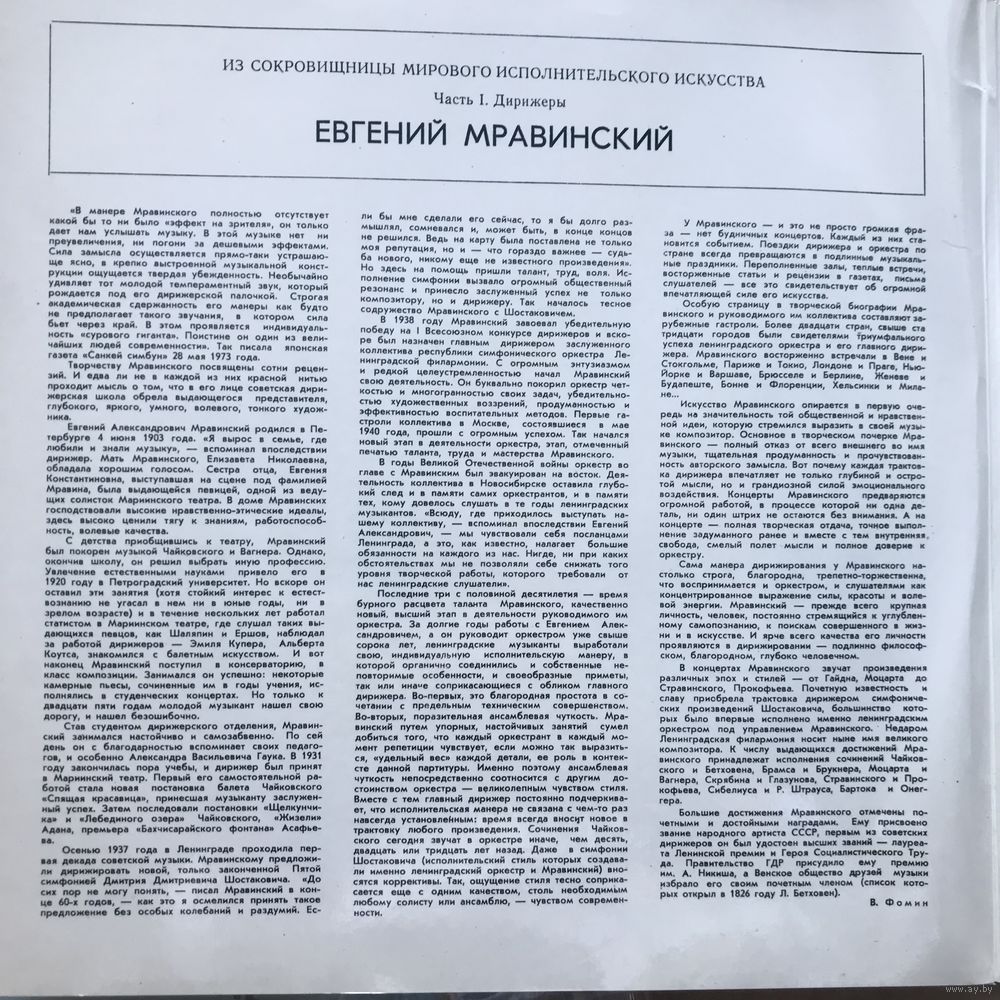 ИЗ СОКРОВИЩНИЦЫ МИРОВОГО ИСПОЛНИТЕЛЬСКОГО ИСКУССТВА
Часть I. Дирижеры
ЕВГЕНИЙ МРАВИНСКИЙ
«В манере Мравинского полностью отсутствует
какой бы то ни было «эффект на зрителя», он только
дает нам услышать музыку. В этой музыке нет ни
преувеличения, ни погони за дешевыми эффектами.
Сила замысла осуществляется прямо-таки устрашаю-
ще ясно, в крепко выстроенной музыкальной конст-
рукции ощущается твердая убежденность. Необычайно
удивляет тот молодой темпераментный звук, который
рождается под его дирижерской палочкой. Строгая
академическая сдержанность его манеры как будто
не предполагает такого звучания, в котором сила
бьет через край. В этом проявляется индивидуаль-
ность «сурового гиганта». Поистине он один из вели-
чайших людей современности». Так писала японская
газета «Санкей симбун» 28 мая 1973 года.
Творчеству Мравинского посвящены сотни рецен-
зий. И едва ли не в каждой из них красной нитью
проходит мысль о том, что в его лице советская дири-
жерская школа обрела выдающегося представителя,
глубокого, яркого, умного, волевого, тонкого худож-
ника.
Евгений Александрович Мравинский родился в Пе-
тербурге 4 июня 1903 года. «Я вырос в семье, где
любили и знали музыку», — вспоминал впоследствии
дирижер. Мать Мравинского, Елизавета Николаевна,
обладала хорошим голосом. Сестра отца, Евгения
Константиновна, выступавшая на сцене под фамилией
Мравина, была выдающейся певицей, одной из веду-
щих солисток Мариинского театра. В доме Мравинских
господствовали высокие нравственно-этические идеалы,
здесь высоко ценили тягу к знаниям, работоспособ-
ность, волевые качества.
С детства приобщившись к театру, Мравинский
был покорен музыкой Чайковского и Вагнера. Однако,
окончив школу, он решил выбрать иную профессию.
Увлечение естественными науками привело его в
1920 году в Петроградский университет. Но вскоре он
оставил эти занятия (хотя стойкий интерес к естест-
вознанию не угасал в нем ни в юные годы, ни в
зрелом возрасте) и в течение нескольких лет работал
статистом в Мариинском театре, где слушал таких вы-
дающихся певцов, как Шаляпин и Ершов, наблюдал
за работой дирижеров — Эмиля Купера, Альберта
Коутса, знакомился с балетным искусством. И вот
наконец Мравинский поступил в консерваторию, в
класс композиции. Занимался он успешно: некоторые
камерные пьесы, сочиненные им в годы учения, ис-
полнялись в студенческих концертах. Но только к
двадцати пяти годам молодой музыкант нашел свою
дорогу, и нашел безошибочно.
Став студентом дирижерского отделения, Мравин-
ский занимался настойчиво и самозабвенно. По сей
день он с благодарностью вспоминает своих педаго-
гов, и особенно Александра Васильевича Гаука. В 1931
году закончилась пора учебы, и дирижер был принят
в Мариинский театр. Первый его самостоятельной ра-
ботой стала новая постановка балета Чайковского
«Спящая красавица», принесшая музыканту заслужен-
ный успех. Затем последовали постановки «Щелкунчи-
ка» и «Лебединого озера» Чайковского, «Жизели»
Адана, премьера «Бахчисарайского фонтана» Асафье-
ва.
Осенью 1937 года в Ленинграде проходила пер-
вая декада советской музыки. Мравинскому предложи-
ли дирижировать новой, только законченной Пятой
симфонией Дмитрия Дмитриевича Шостаковича. «До
сих пор не могу понять, — писал Мравинский в кон-
це 60-х годов, — как это я осмелился принять такое
предложение без особых колебаний и раздумий. Ес-
ли бы мне сделали его сейчас, то я бы долго раз-
мышлял, сомневался и, может быть, в конце концов
не решился. Ведь на карту была поставлена не только
моя репутация, но и — что гораздо важнее — судь-
ба нового, никому еще не известного произведения.
Но здесь на помощь пришли талант, труд, воля. Ис-
полнение симфонии вызвало огромный общественный
резонанс и принесло заслуженный успех не только
композитору, но и дирижеру. Так началось тесное
содружество Мравинского с Шостаковичем.
В 1938 году Мравинский завоевал убедительную
победу на I Всесоюзном конкурсе дирижеров и вско-
ре был назначен главным дирижером заслуженного
коллектива республики симфонического оркестра Ле-
нинградской филармонии. С огромным энтузиазмом
и редкой целеустремленностью начал Мравинский
свою деятельность. Он буквально покорил оркестр чет-
костью и многогранностью своих задач, убедительно-
стью художественных воззрений, продуманностью и
эффективностью воспитательных методов. Первые га-
строли коллектива в Москве, состоявшиеся в мае
1940 года, прошли с огромным успехом. Так начался
новый этап в деятельности оркестра, этап, отмеченный
печатью таланта, труда и мастерства Мравинского.
В годы Великой Отечественной войны оркестр во
главе с Мравинским был эвакуирован на восток. Дея-
тельность коллектива в Новосибирске оставила глубо-
кий след и в памяти самих оркестрантов, и в памяти
тех, кому довелось слушать в те годы ленинградских
музыкантов. «Всюду, где приходилось выступать на-
шему коллективу, — вспоминал впоследствии Евгений
Александрович, — мы чувствовали себя посланцами
Ленинграда, а это, как известно, налагает большие
обязанности на каждого из нас. Нигде, ни при каких
обстоятельствах мы не позволяли себе снижать того
уровня творческой работы, которого требовали от
нас ленинградские слушатели».
Последние три с половиной десятилетия — время
бурного расцвета таланта Мравинского, качественно
новый, высший этап в деятельности руководимого им
оркестра. За долгие годы работы с Евгением Алек-
сандровичем, а он руководит оркестром уже свыше
сорока лет, ленинградские музыканты выработали
свою, индивидуальную исполнительскую манеру, в
которой органично соединились и собственные не-
повторимые особенности, и своеобразные приметы,
так или иначе соприкасающиеся с обликом главного
дирижера. Во-первых, это благородная простота в со-
четании с предельным техническим совершенством.
Во-вторых, поразительная ансамблевая чуткость. Мра-
винский путем упорных, настойчивых занятий сумел
добиться того, что каждый оркестрант в каждый мо-
мент репетиции чувствует, если можно так выразить-
ся, «удельный вес» каждой детали, ее роль в контек-
сте данной партитуры. Именно поэтому ансамблевая
чуткость непосредственно соотносится с другим до-
стоинством оркестра — великолепным чувством стиля.
Вместе с тем главный дирижер постоянно подчеркива-
ет, что исполнительская манера не связана с чем-то раз
навсегда установленным: время всегда вносит новое в
трактовку любого произведения. Сочинения Чайков-
ского сегодня звучат в оркестре иначе, чем десять,
двадцать или тридцать лет назад. Даже в симфонии
Шостаковича (исполнительский стиль которых создава-
ли именно ленинградский оркестр и Мравинский) вно-
сятся коррективы. Так, ощущение стиля тесно соприка-
сается еще с одним качеством, столь необходимым
любому солисту или ансамблю, — чувством современ-
ности.
У Мравинского — и это не просто громкая фра-
за — нет будничных концертов. Каждый из них ста-
новится событием. Поездки дирижера и оркестра по
стране всегда превращаются в подлинные музыкаль-
ные праздники. Переполненные залы, теплые встречи,
восторженные статьи и рецензии в газетах, письма
слушателей — все это свидетельствует об огромной
впечатляющей силе его искусства.
Особую страницу в творческой биографии Мра-
винского и руководимого им коллектива составляют за-
рубежные гастроли. Более двадцати стран, свыше ста
тридцати городов были свидетелями триумфального
успеха ленинградского оркестра и его главного дири-
жера. Мравинского восторженно встречали в Вене и
Стокгольме, Париже и Токио, Лондоне и Праге, Нью-
Йорке и Варшаве, Брюсселе и Берлине, Женеве и
Будапеште, Бонне и Флоренции, Хельсинки и Мила-
не...
Искусство Мравинского опирается в первую оче-
редь на значительность той общественной и нравствен-
ной идеи, которую стремился выразить в своей музы-
ке композитор. Основное в творческом почерке Мра-
винского — полный отказ от всего внешнего во имя
музыки, тщательная продуманность и прочувствован-
ность авторского замысла. Вот почему каждая трактов-
ка дирижера впечатляет не только глубиной и остро-
той мысли, но и грандиозной силой эмоционального
воздействия. Концерты Мравинского предваряются
огромной работой, в процессе которой ни одна де-
таль, ни один штрих не остаются без внимания. А на
концерте — полная творческая отдача, точное выпол-
нение задуманного ранее и вместе с тем внутренняя
свобода, смелый полет мысли и полное доверие к
оркестру.
Сама манера дирижирования у Мравинского на-
столько строга, благородна, трепетно-торжественна,
что воспринимается и оркестром, и слушателями как
концентрированное выражение силы, красоты и воле-
вой энергии. Мравинский — прежде всего крупная
личность, человек, постоянно стремящийся к углублен-
ному самопознанию, к поискам совершенного в жиз-
ни и в искусстве. И ярче всего качества его личности
проявляются в дирижировании — подлинно философ-
ском, благородном, глубоко человечном.
В концертах Мравинского звучат произведения
различных эпох и стилей — от Гайдна, Моцарта до
Стравинского, Прокофьева. Почетную известность и
славу приобрела трактовка дирижером симфониче-
ских произведений Шостаковича, большинство кото-
рых было впервые исполнено именно ленинградским
оркестром под управлением Мравинского. Недаром
Ленинградская филармония носит ныне имя великого
композитора. К числу выдающихся достижений Мра-
винского принадлежат исполнения сочинений Чайков-
ского и Бетховена, Брамса и Брукнера, Моцарта и
Вагнера, Скрябина и Глазунова, Стравинского и Про-
кофьева, Сибелиуса и Р. Штрауса, Бартока и Онег-
гера.
Большие достижения Мравинского отмечены по-
четными и достойными наградами. Ему присвоено
звание народного артиста СССР, первым из советских
дирижеров он был удостоен высших званий — лауреа-
та Ленинской премии и Героя Социалистического Тру-
да. Правительство ГДР присудило ему премию
им. А. Никиша, а Венское общество друзей музыки
избрало его своим почетным членом (список кото-
рых открыл в 1826 году Л. Бетховен).
В. Фомин
www.ay.by